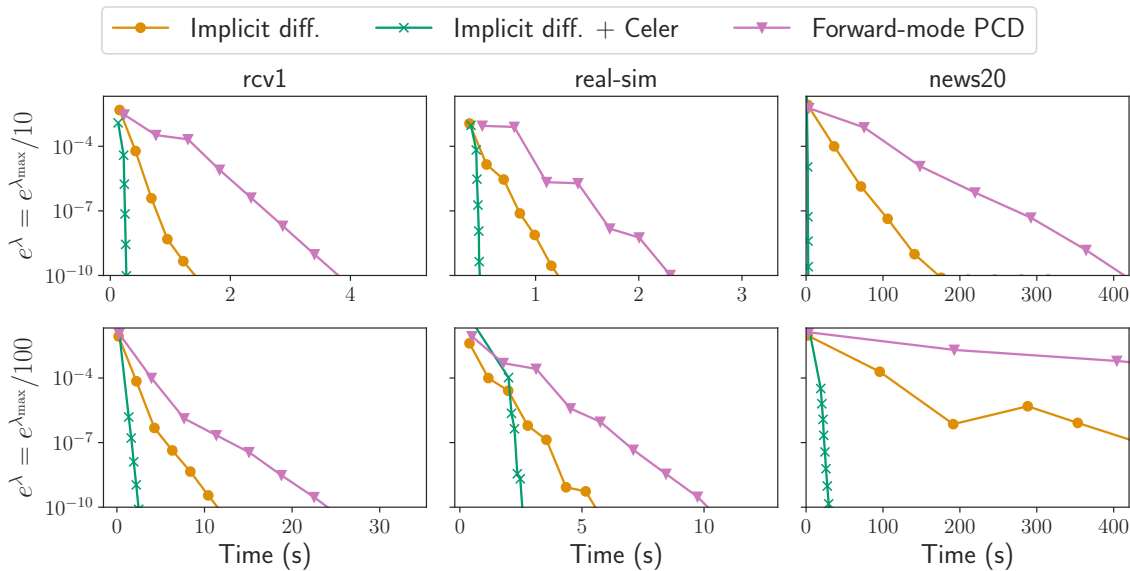 Implicit diff. Implicit diff. + Celer Forward-mode PCD
rcv1 real-sim news20
e^λ = e^{λ_max}/10
10^{−4}
10^{−7}
10^{−10}
0 2 4
1 2 3
0 100 200 300 400
e^λ = e^{λ_max}/100
10^{−4}
10^{−7}
10^{−10}
0 10 20 30
0 5 10
0 100 200 300 400
Time (s) Time (s) Time (s)